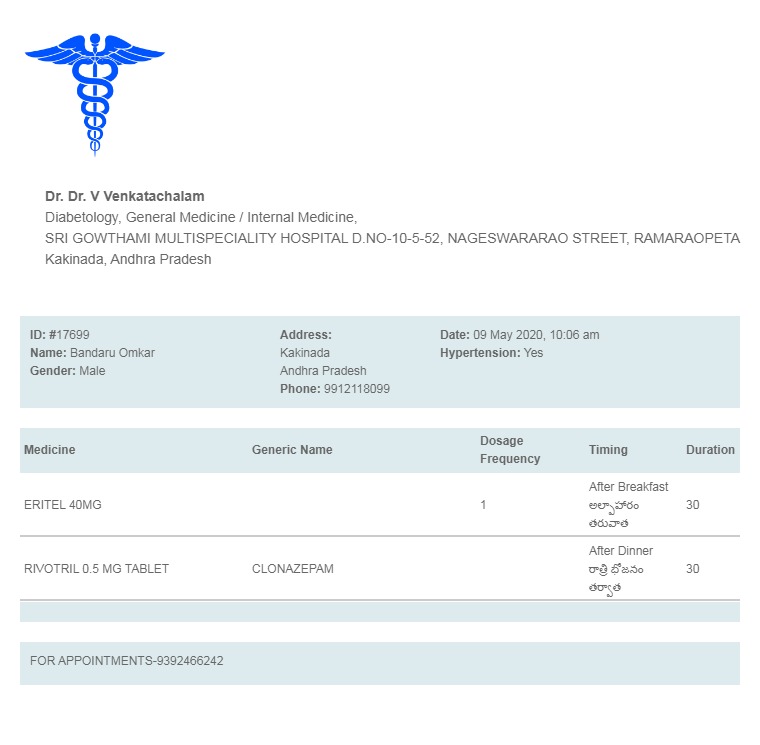 Dr. Dr. V Venkatachalam
Diabetology, General Medicine / Internal Medicine,
SRI GOWTHAMI MULTISPECIALITY HOSPITAL D.NO-10-5-52, NAGESWARARAO STREET, RAMARAOPETA
Kakinada, Andhra Pradesh
ID: #17699
Name: Bandaru Omkar
Gender: Male
Address:
Kakinada
Andhra Pradesh
Phone: 9912118099
Date: 09 May 2020, 10:06 am
Hypertension: Yes
Medicine Generic Name Dosage Frequency Timing Duration
ERITEL 40MG 1 After Breakfast 30
అల్పాహారం
తరువాత
RIVOTRIL 0.5 MG TABLET CLONAZEPAM After Dinner 30
రాత్రి భోజనం
తర్వాత
FOR APPOINTMENTS-9392466242